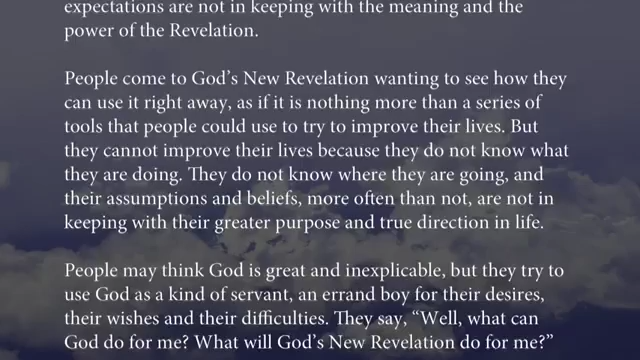 expectations are not in keeping with the meaning and the
power of the Revelation.
People come to God’s New Revelation wanting to see how they
can use it right away, as if it is nothing more than a series of
tools that people could use to try to improve their lives. But
they cannot improve their lives because they do not know what
they are doing. They do not know where they are going, and
their assumptions and beliefs, more often than not, are not in
keeping with their greater purpose and true direction in life.
People may think God is great and inexplicable, but they try to
use God as a kind of servant, an errand boy for their desires,
their wishes and their difficulties. They say, “Well, what can
God do for me? What will God’s New Revelation do for me?”